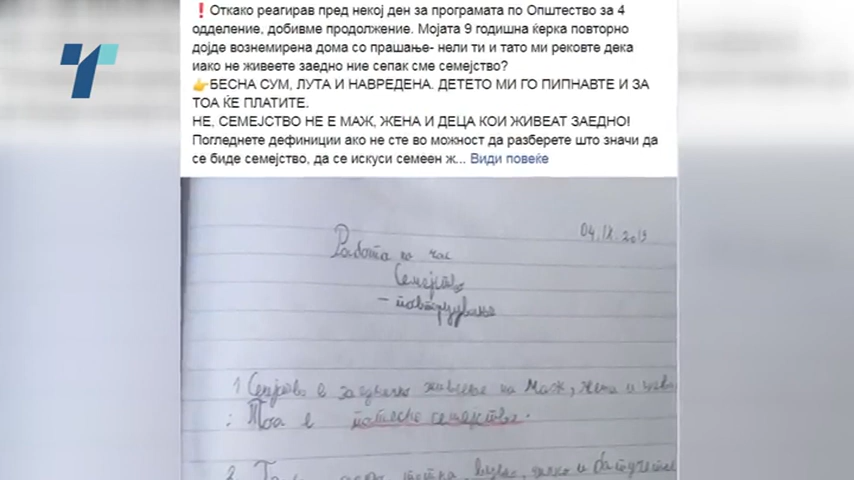 ❗Откако реагирав пред некој ден за програмата по Општество за 4
одделение, добивме продолжение. Мојата 9 годишна ќерка повторно
дојде вознемирена дома со прашање- нели ти и тато ми рековте дека
иако не живеете заедно ние сепак сме семејство?
👉БЕСНА СУМ, ЛУТА И НАВРЕДЕНА. ДЕТЕТО МИ ГО ПИПНАВТЕ И ЗА
ТОА ЌЕ ПЛАТИТЕ.
НЕ, СЕМЕЈСТВО НЕ Е МАЖ, ЖЕНА И ДЕЦА КОИ ЖИВЕАТ ЗАЕДНО!
Погледнете дефиниции ако не сте во можност да разберете што значи да
се биде семејство, да се искуси семеен ж... Види повеќе
04.IX.2019
Работа на час
Семејство
- повторување
1 Семејство е заедничко живеење на маж, жена и
Тоа е потесно семејство.
2